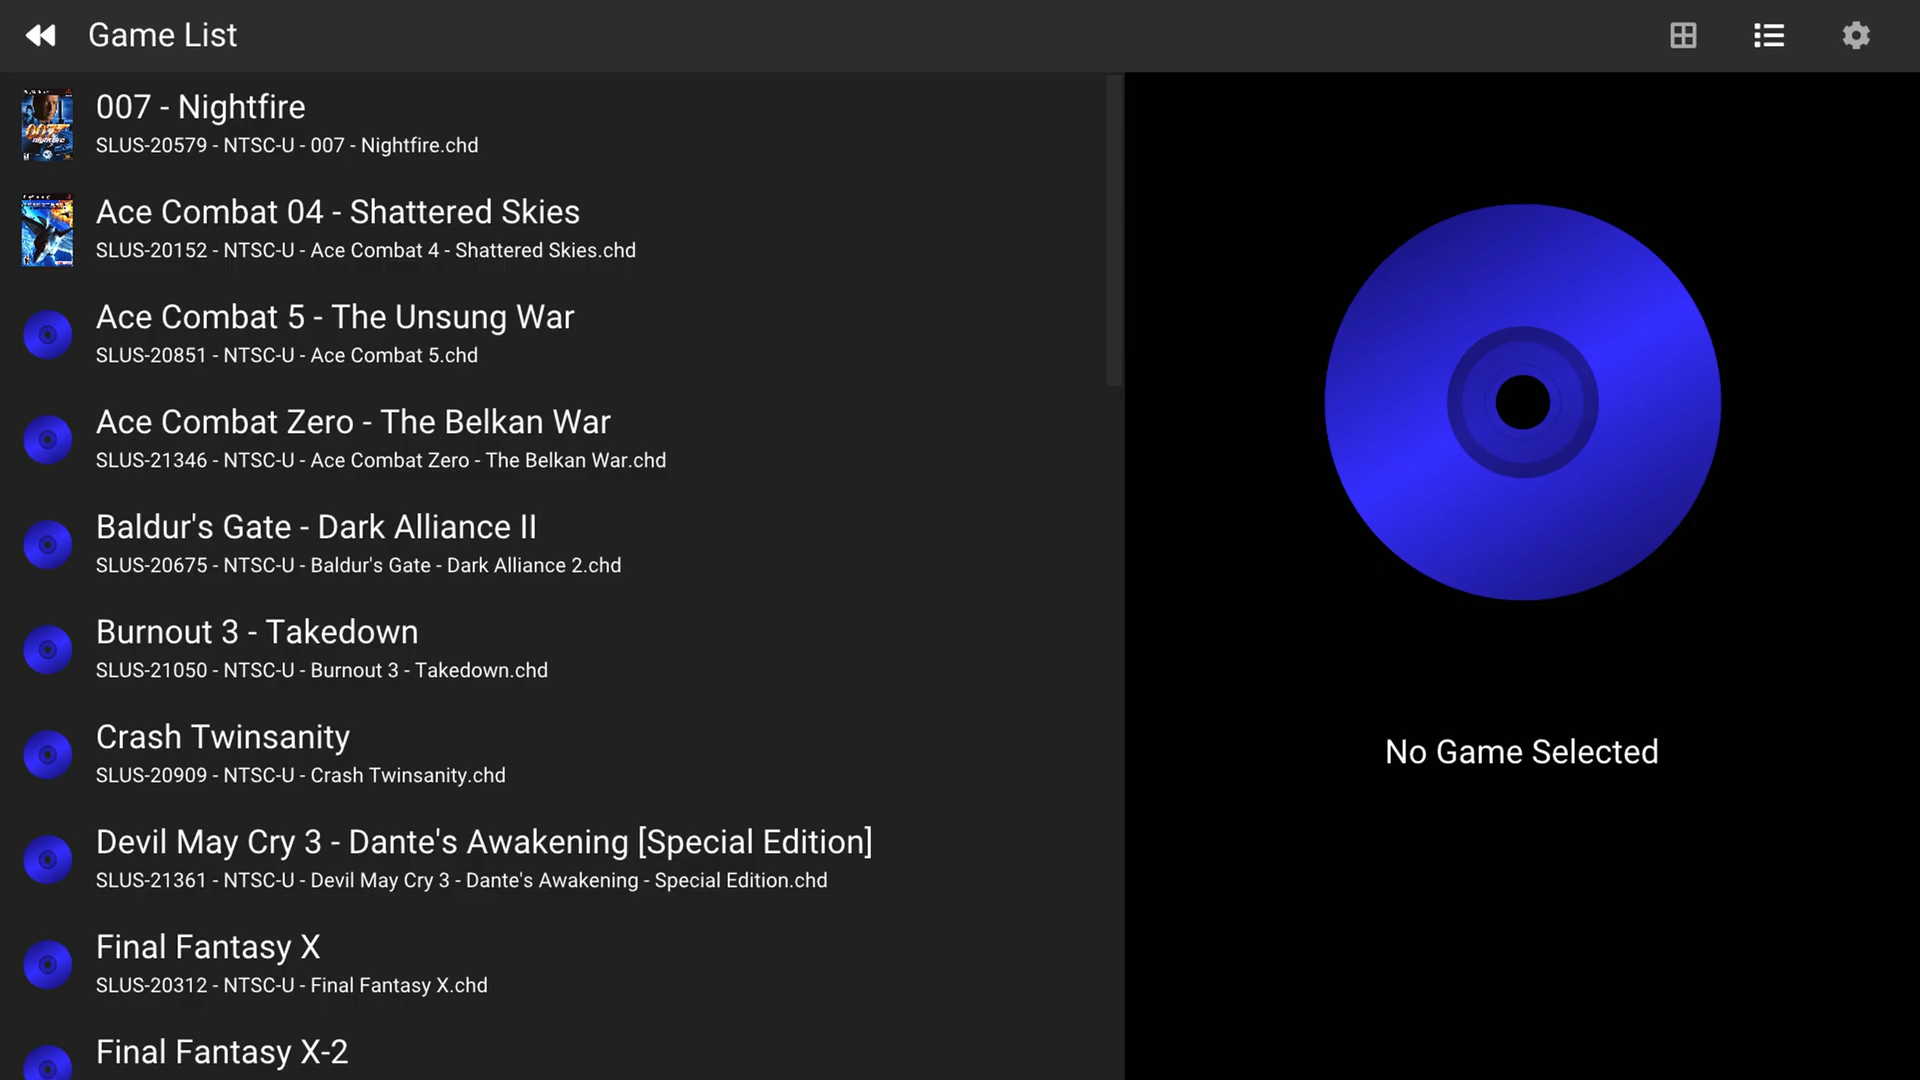 Game List
007 - Nightfire
SLUS-20579 - NTSC-U - 007 - Nightfire.chd
Ace Combat 04 - Shattered Skies
SLUS-20152 - NTSC-U - Ace Combat 4 - Shattered Skies.chd
Ace Combat 5 - The Unsung War
SLUS-20851 - NTSC-U - Ace Combat 5.chd
Ace Combat Zero - The Belkan War
SLUS-21346 - NTSC-U - Ace Combat Zero - The Belkan War.chd
Baldur's Gate - Dark Alliance II
SLUS-20675 - NTSC-U - Baldur's Gate - Dark Alliance 2.chd
Burnout 3 - Takedown
SLUS-21050 - NTSC-U - Burnout 3 - Takedown.chd
Crash Twinsanity
SLUS-20909 - NTSC-U - Crash Twinsanity.chd
Devil May Cry 3 - Dante's Awakening [Special Edition]
SLUS-21361 - NTSC-U - Devil May Cry 3 - Dante's Awakening - Special Edition.chd
Final Fantasy X
SLUS-20312 - NTSC-U - Final Fantasy X.chd
Final Fantasy X-2
No Game Selected